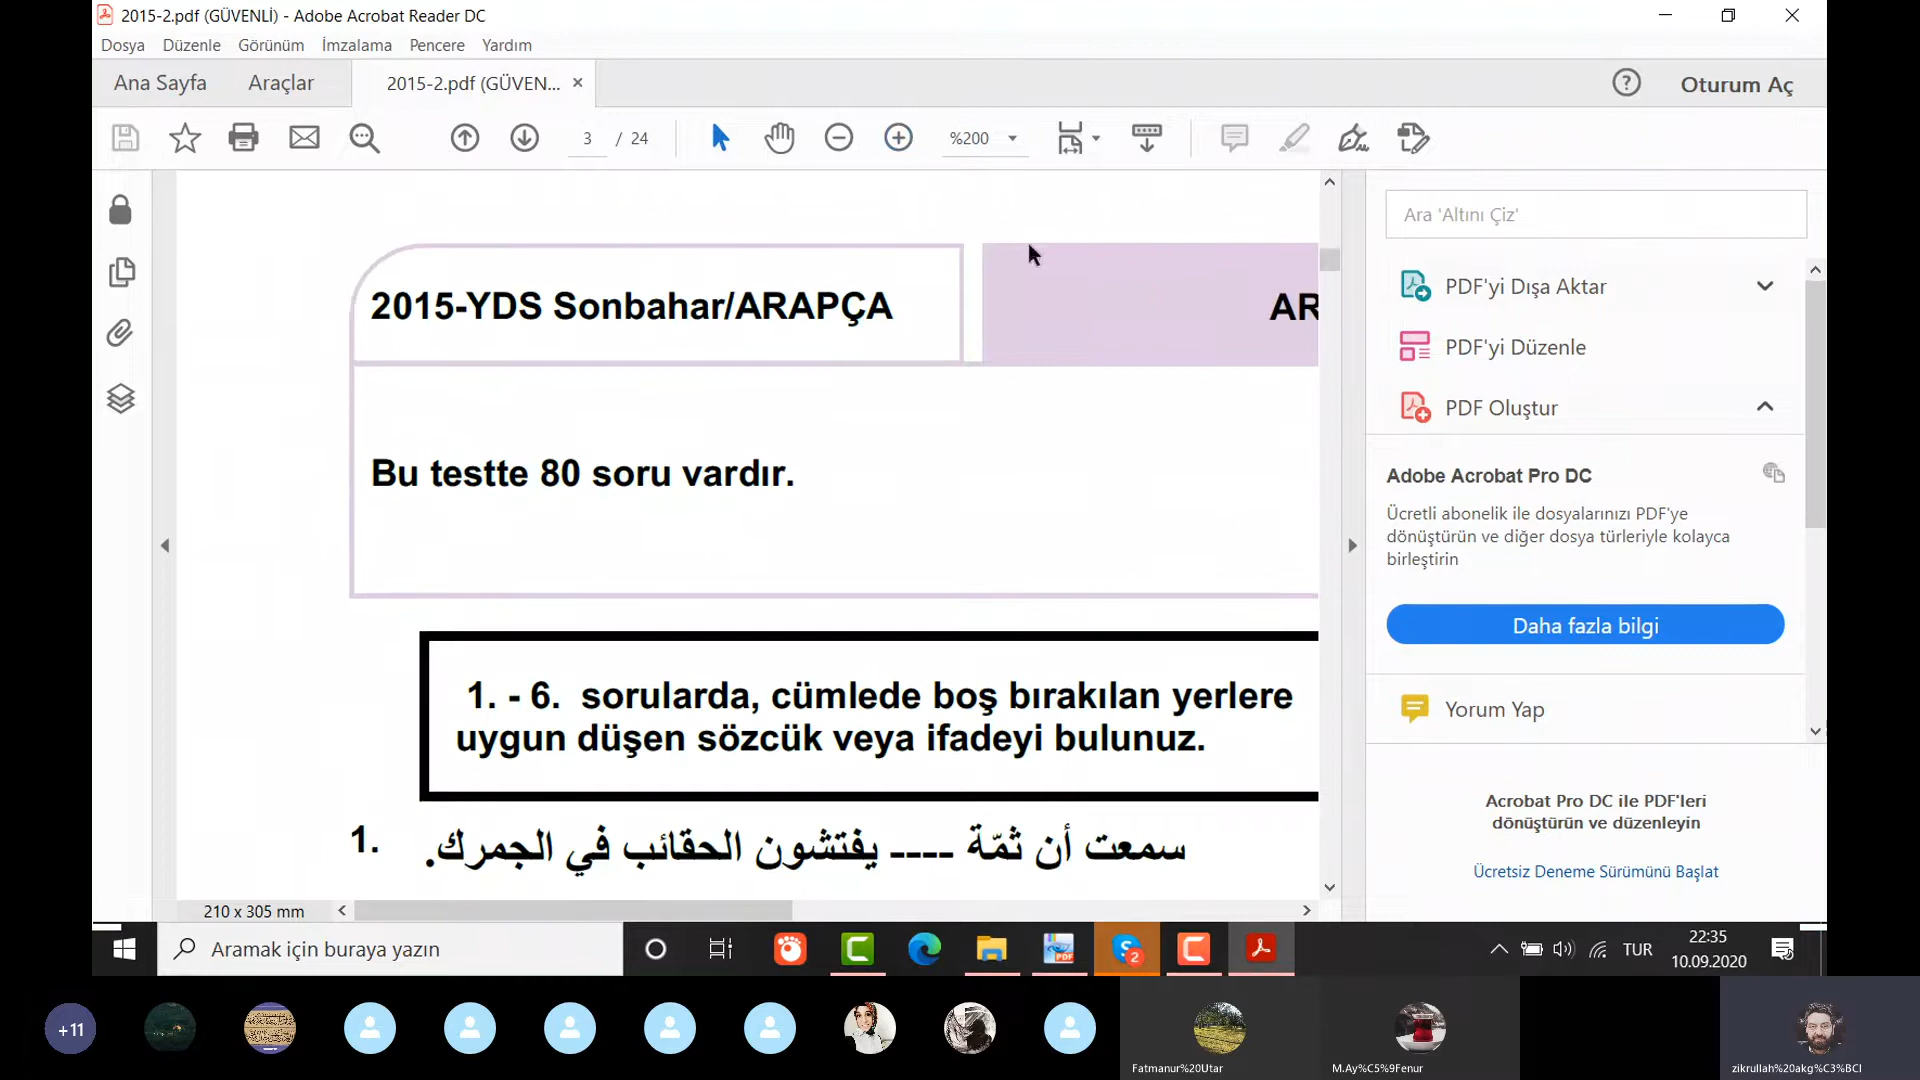 2015-2.pdf (GÜVENLİ) - Adobe Acrobat Reader DC
Dosya Düzenle Görünüm İmzalama Pencere Yardım
Ana Sayfa Araçlar 2015-2.pdf (GÜVEN... × Oturum Aç
3 / 24 %200
Ara 'Altını Çiz'
2015-YDS Sonbahar/ARAPÇA
AR
Bu testte 80 soru vardır.
1. - 6. sorularda, cümlede boş bırakılan yerlere
uygun düşen sözcük veya ifadeyi bulunuz.
1. سمعت أن ثمّة ---- يفتشون الحقائب في الجمرك.
210 x 305 mm
PDF'yi Dışa Aktar
PDF'yi Düzenle
PDF Oluştur
Adobe Acrobat Pro DC
Ücretli abonelik ile dosyalarınızı PDF'ye
dönüştürün ve diğer dosya türleriyle kolayca
birleştirin
Daha fazla bilgi
Yorum Yap
Acrobat Pro DC ile PDF'leri
dönüştürün ve düzenleyin
Ücretsiz Deneme Sürümünü Başlat
Aramak için buraya yazın
PDF
2
TUR
22:35
10.09.2020
+11
Fatmanur%20Utar
M.Ay%C5%9Fenur
zikrullah%20akg%C3%BCl